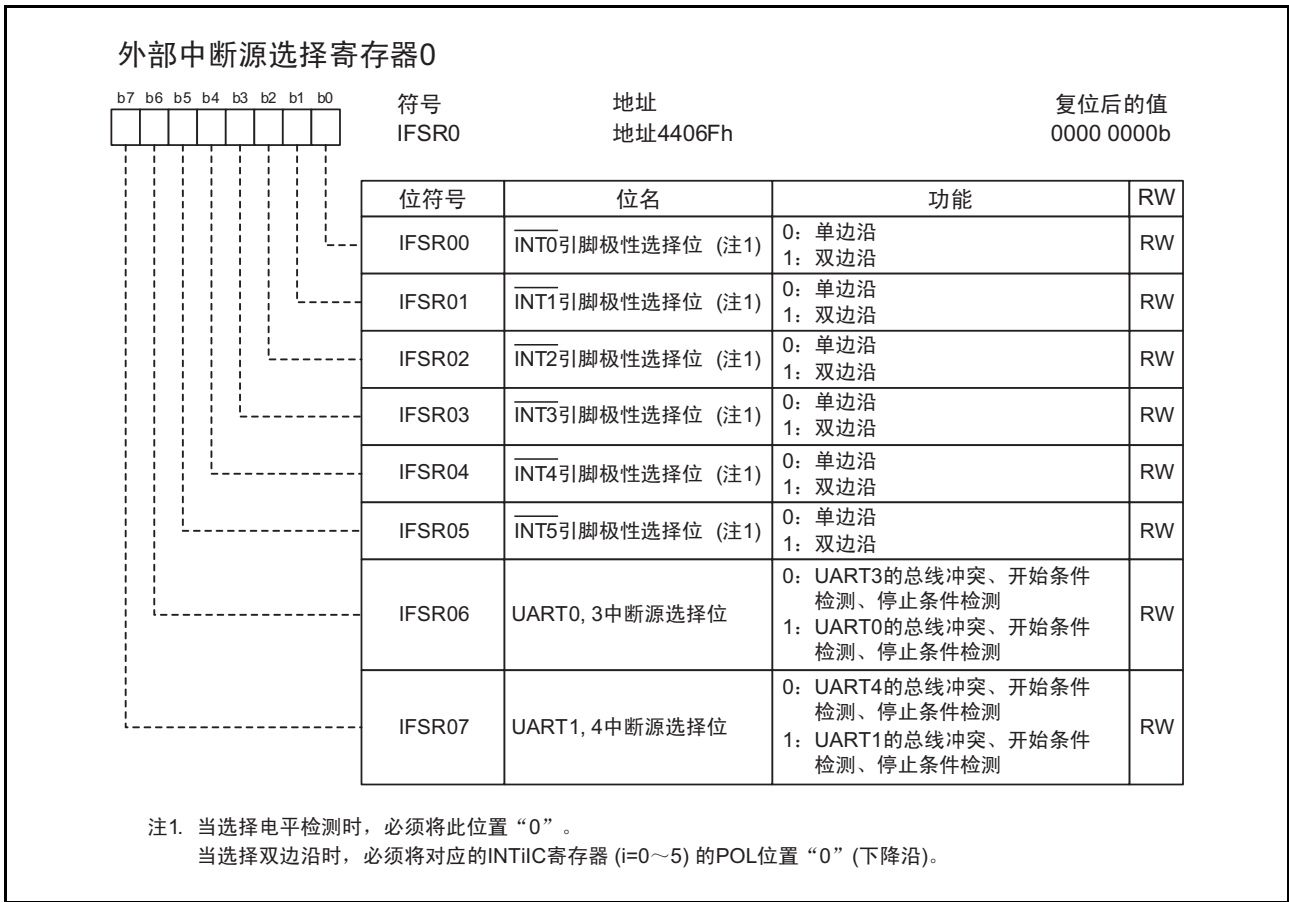 外部中断源选择寄存器0
b7 b6 b5 b4 b3 b2 b1 b0
符号 地址 复位后的值
IFSR0 地址4406Fh 0000 0000b
位符号 位名 功能 RW
IFSR00 INT0引脚极性选择位 (注1) 0：单边沿
1：双边沿 RW
IFSR01 INT1引脚极性选择位 (注1) 0：单边沿
1：双边沿 RW
IFSR02 INT2引脚极性选择位 (注1) 0：单边沿
1：双边沿 RW
IFSR03 INT3引脚极性选择位 (注1) 0：单边沿
1：双边沿 RW
IFSR04 INT4引脚极性选择位 (注1) 0：单边沿
1：双边沿 RW
IFSR05 INT5引脚极性选择位 (注1) 0：单边沿
1：双边沿 RW
IFSR06 UART0, 3中断源选择位 0：UART3的总线冲突、开始条件
检测、停止条件检测
1：UART0的总线冲突、开始条件
检测、停止条件检测 RW
IFSR07 UART1, 4中断源选择位 0：UART4的总线冲突、开始条件
检测、停止条件检测
1：UART1的总线冲突、开始条件
检测、停止条件检测 RW
注1. 当选择电平检测时，必须将此位置“0”。
当选择双边沿时，必须将对应的INTiIC寄存器 (i=0～5) 的POL位置“0”(下降沿)。